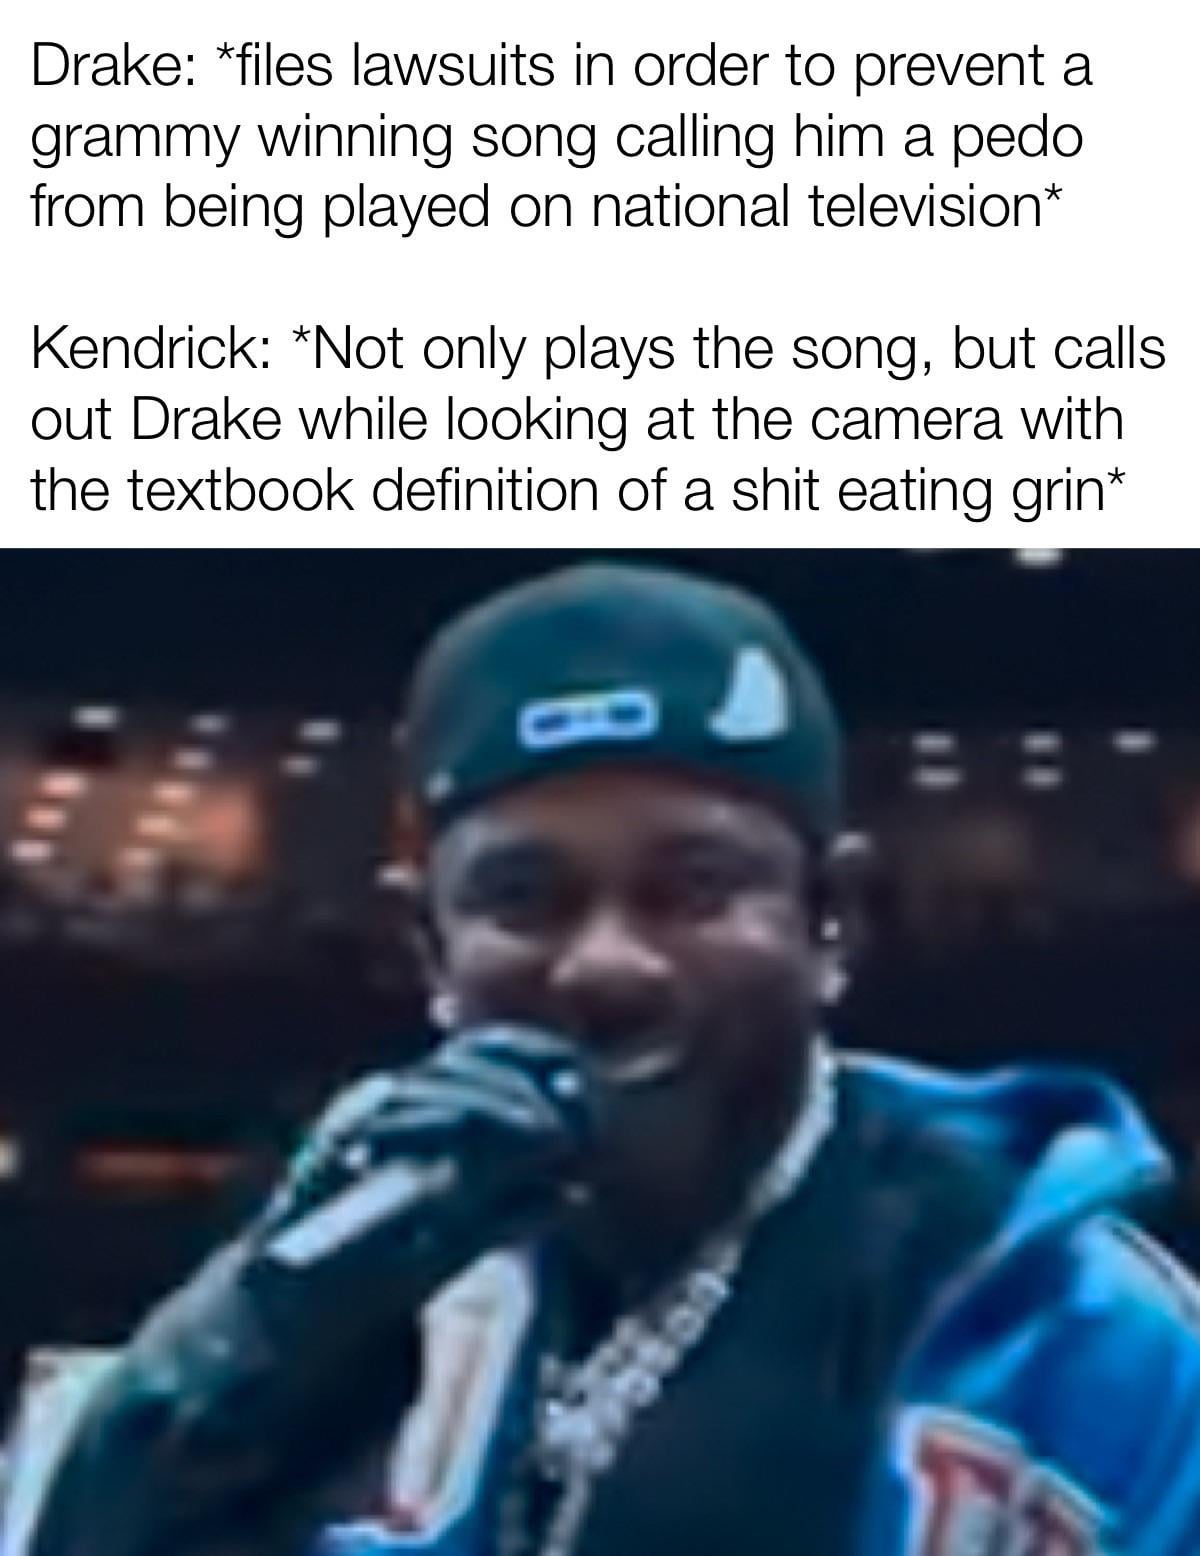 Drake: *files lawsuits in order to prevent a
grammy winning song calling him a pedo
from being played on national television*
Kendrick: *Not only plays the song, but calls
out Drake while looking at the camera with
the textbook definition of a shit eating grin*